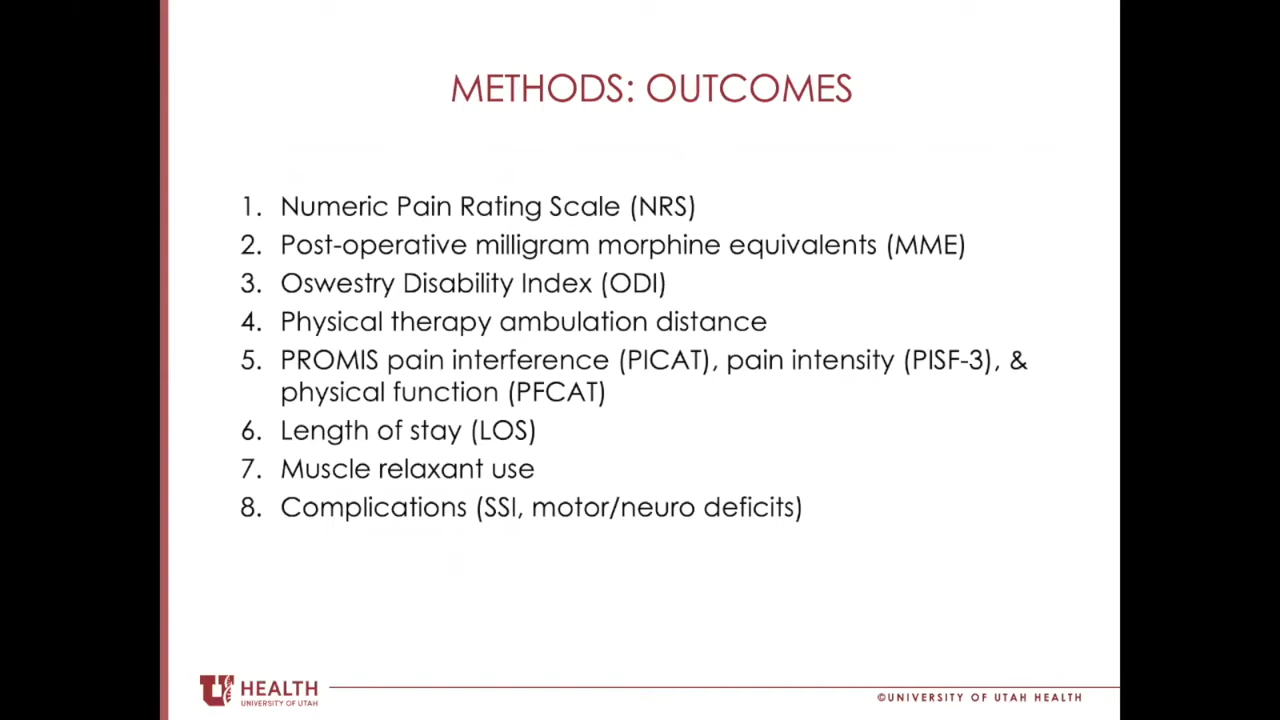 METHODS: OUTCOMES
1. Numeric Pain Rating Scale (NRS)
2. Post-operative milligram morphine equivalents (MME)
3. Oswestry Disability Index (ODI)
4. Physical therapy ambulation distance
5. PROMIS pain interference (PICAT), pain intensity (PISF-3), &
physical function (PFCAT)
6. Length of stay (LOS)
7. Muscle relaxant use
8. Complications (SSI, motor/neuro deficits)
U HEALTH
UNIVERSITY OF UTAH
©UNIVERSITY OF UTAH HEALTH